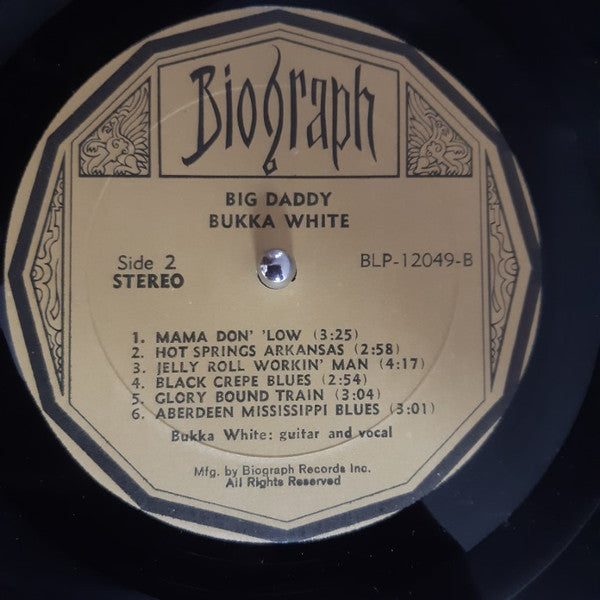 Biograph
BIG DADDY
BUKKA WHITE
Side 2
STEREO
BLP-12049-B
1. MAMA DON' 'LOW (3:25)
2. HOT SPRINGS ARKANSAS (2:58)
3. JELLY ROLL WORKIN' MAN (4:17)
4. BLACK CREPE BLUES (2:54)
5. GLORY BOUND TRAIN (3:04)
6. ABERDEEN MISSISSIPPI BLUES (3:01)
Bukka White: guitar and vocal
Mfg. by Biograph Records Inc.
All Rights Reserved